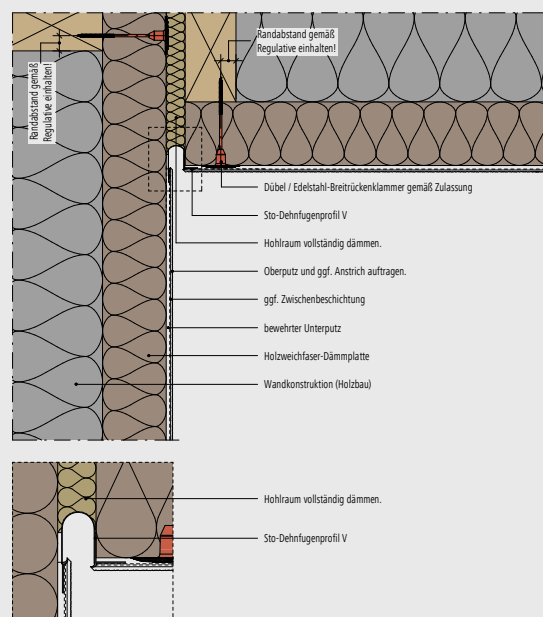 Randabstand gemäß
Regulative einhalten!
Randabstand gemäß
Regulative einhalten!
Dübel / Edelstahl-Breitrückenklammer gemäß Zulassung
Sto-Dehnfugenprofil V
Hohlraum vollständig dämmen.
Oberputz und ggf. Anstrich auftragen.
ggf. Zwischenbeschichtung
bewehrter Unterputz
Holzweichfaser-Dämmplatte
Wandkonstruktion (Holzbau)
Hohlraum vollständig dämmen.
Sto-Dehnfugenprofil V